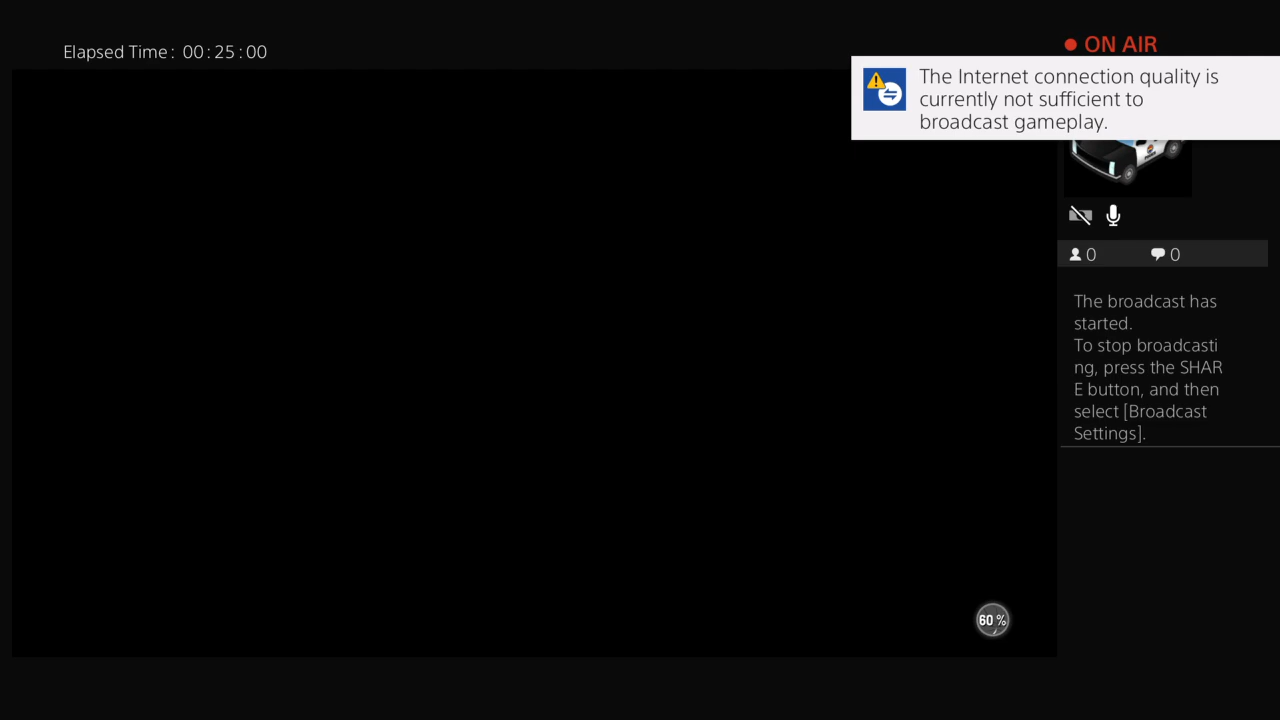 Elapsed Time: 00:25:00
ON AIR
The Internet connection quality is
currently not sufficient to
broadcast gameplay.
0
0
The broadcast has
started.
To stop broadcasti
ng, press the SHAR
E button, and then
select [Broadcast
Settings].
60 %